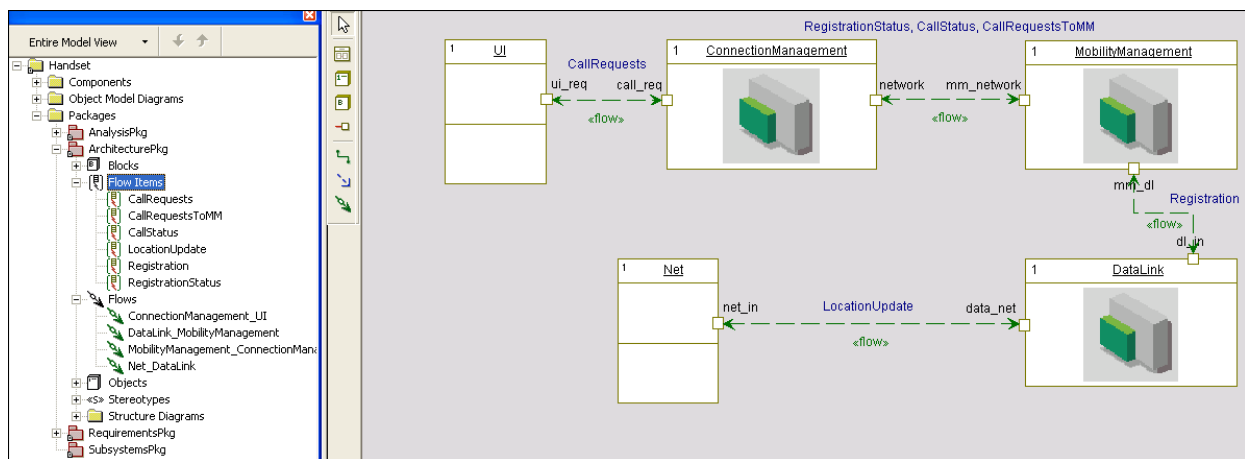 Entire Model View
Handset
Components
Object Model Diagrams
Packages
AnalysisPkg
ArchitecturePkg
Blocks
Flow Items
CallRequests
CallRequestsToMM
CallStatus
LocationUpdate
Registration
RegistrationStatus
Flows
ConnectionManagement_UI
DataLink_MobilityManagement
MobilityManagement_ConnectionMana
Net_DataLink
Objects
«S» Stereotypes
Structure Diagrams
RequirementsPkg
SubsystemsPkg
RegistrationStatus, CallStatus, CallRequestsToMM
1 UI
1 ConnectionManagement
1 MobilityManagement
CallRequests
ui_req call_req
network mm_network
«flow»
«flow»
mm_dl
Registration
«flow»
dl_in
1 Net
1 DataLink
net_in LocationUpdate data_net
«flow»